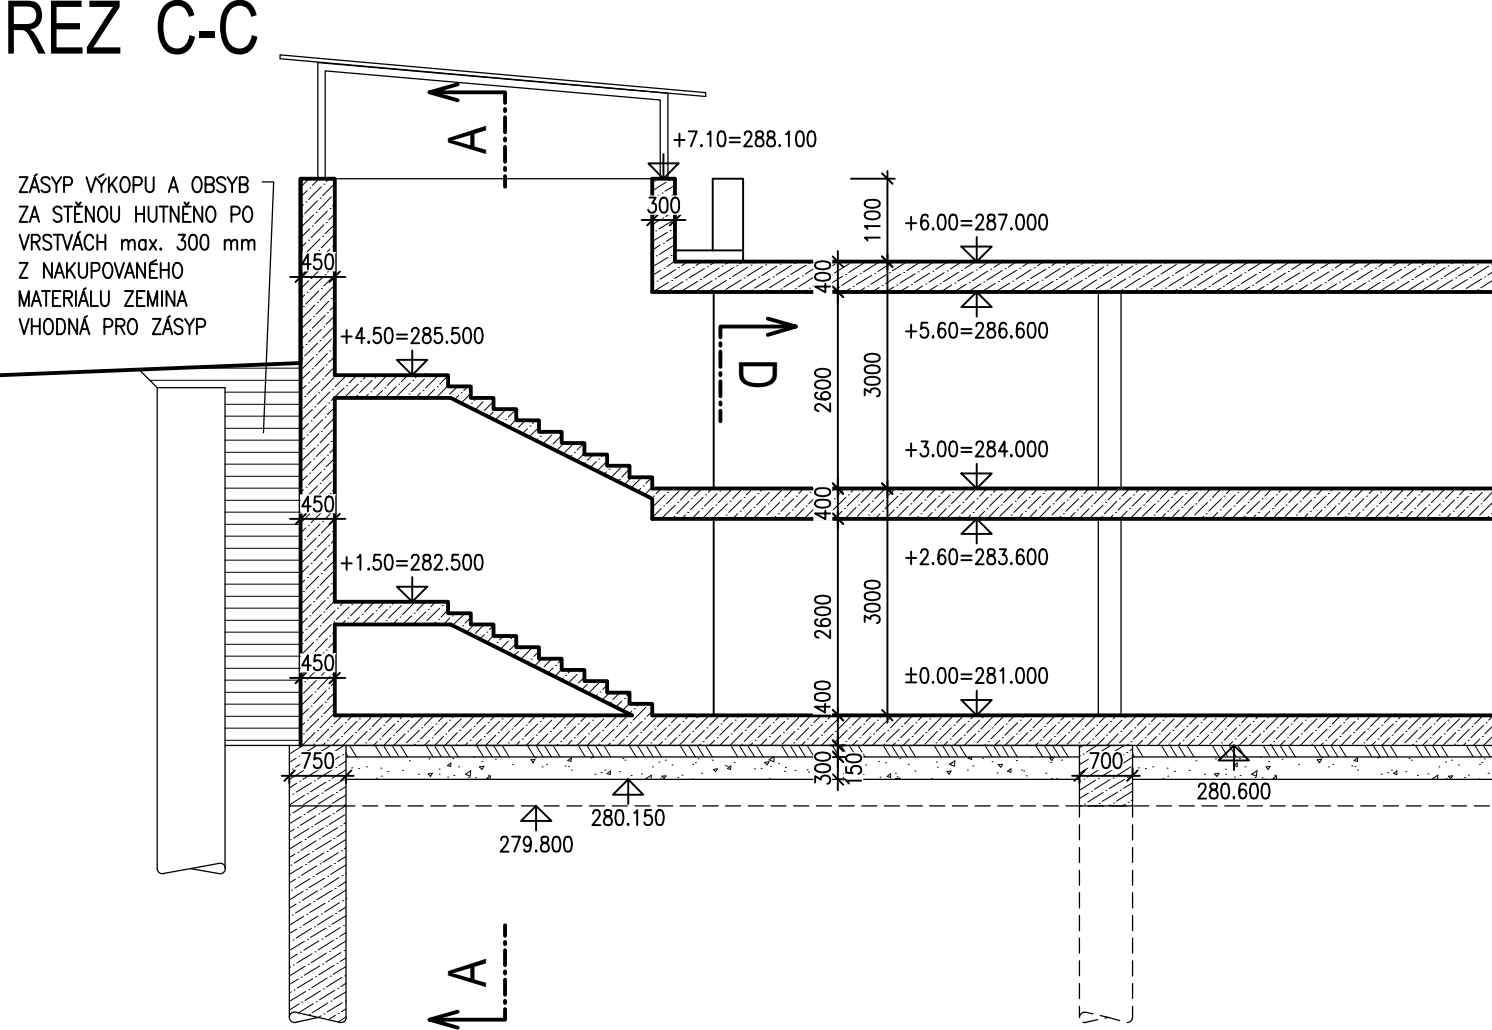 REZ C-C
A
+7.10=288.100
ZÁSYP VÝKOPU A OBSYB
ZA STĚNOU HUTNĚNO PO
VRSTVÁCH max. 300 mm
Z NAKUPOVANÉHO
MATERIÁLU ZEMINA
VHODNÁ PRO ZÁSYP
300
1100
+6.00=287.000
450
400
+5.60=286.600
+4.50=285.500
D
2600
3000
+3.00=284.000
450
400
+2.60=283.600
+1.50=282.500
2600
3000
450
±0.00=281.000
400
750
300
150
700
280.600
280.150
279.800
A